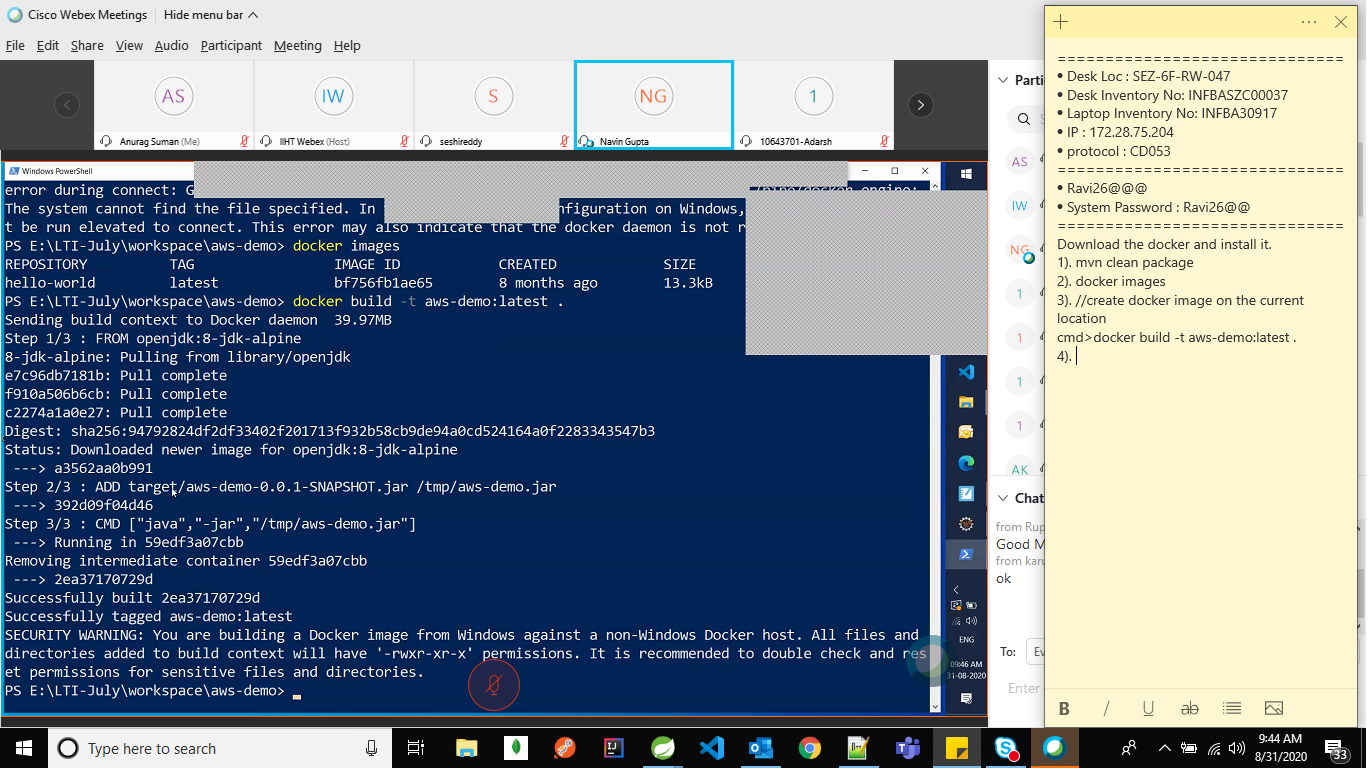 Cisco Webex Meetings
Hide menu bar
File Edit Share View Audio Participant Meeting Help
AS
IW
S
NG
1
Anurag Suman (Me)
IIHT Webex (Host)
seshireddy
Navin Gupta
10643701-Adarsh
Windows PowerShell
error during connect: G
The system cannot find the file specified. In
nfiguration on Windows,
t be run elevated to connect. This error may also indicate that the docker daemon is not r
PS E:\LTI-July\workspace\aws-demo> docker images
REPOSITORY TAG IMAGE ID CREATED SIZE
hello-world latest bf756fb1ae65 8 months ago 13.3kB
PS E:\LTI-July\workspace\aws-demo> docker build -t aws-demo:latest .
Sending build context to Docker daemon 39.97MB
Step 1/3 : FROM openjdk:8-jdk-alpine
8-jdk-alpine: Pulling from library/openjdk
e7c96db7181b: Pull complete
f910a506b6cb: Pull complete
c2274a1a0e27: Pull complete
Digest: sha256:94792824df2df33402f201713f932b58cb9de94a0cd524164a0f2283343547b3
Status: Downloaded newer image for openjdk:8-jdk-alpine
---> a3562aa0b991
Step 2/3 : ADD target/aws-demo-0.0.1-SNAPSHOT.jar /tmp/aws-demo.jar
---> 392d09f04d46
Step 3/3 : CMD ["java","-jar","/tmp/aws-demo.jar"]
---> Running in 59edf3a07cbb
Removing intermediate container 59edf3a07cbb
---> 2ea37170729d
Successfully built 2ea37170729d
Successfully tagged aws-demo:latest
SECURITY WARNING: You are building a Docker image from Windows against a non-Windows Docker host. All files and
directories added to build context will have '-rwxr-xr-x' permissions. It is recommended to double check and res
et permissions for sensitive files and directories.
PS E:\LTI-July\workspace\aws-demo>
ENG
09:46 AM
31-08-2020
Parti
AS
IW
NG
1
1
1
1
AK
Chat
from Rup
Good M
from karu
ok
To: Ev
Enter
==============================
• Desk Loc : SEZ-6F-RW-047
• Desk Inventory No: INFBASZC00037
• Laptop Inventory No: INFBA30917
• IP : 172.28.75.204
• protocol : CD053
==============================
• Ravi26@@@
• System Password : Ravi26@@
==============================
Download the docker and install it.
1). mvn clean package
2). docker images
3). //create docker image on the current
location
cmd>docker build -t aws-demo:latest .
4).
B I U ab
Type here to search
9:44 AM
8/31/2020
33